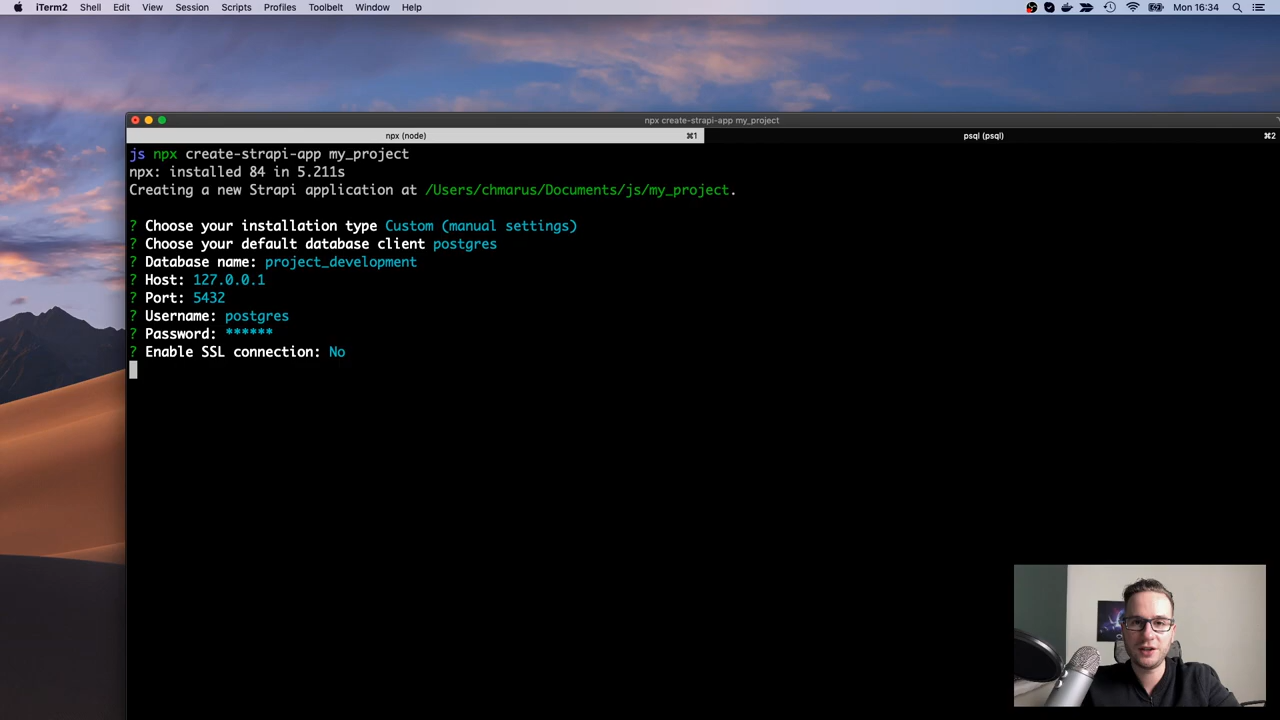 iTerm2 Shell Edit View Session Scripts Profiles Toolbelt Window Help Mon 16:34
npx create-strapi-app my_project
npx (node) ⌘1 psql (psql) ⌘2
js npx create-strapi-app my_project
npx: installed 84 in 5.211s
Creating a new Strapi application at /Users/chmarus/Documents/js/my_project.
? Choose your installation type Custom (manual settings)
? Choose your default database client postgres
? Database name: project_development
? Host: 127.0.0.1
? Port: 5432
? Username: postgres
? Password: ******
? Enable SSL connection: No